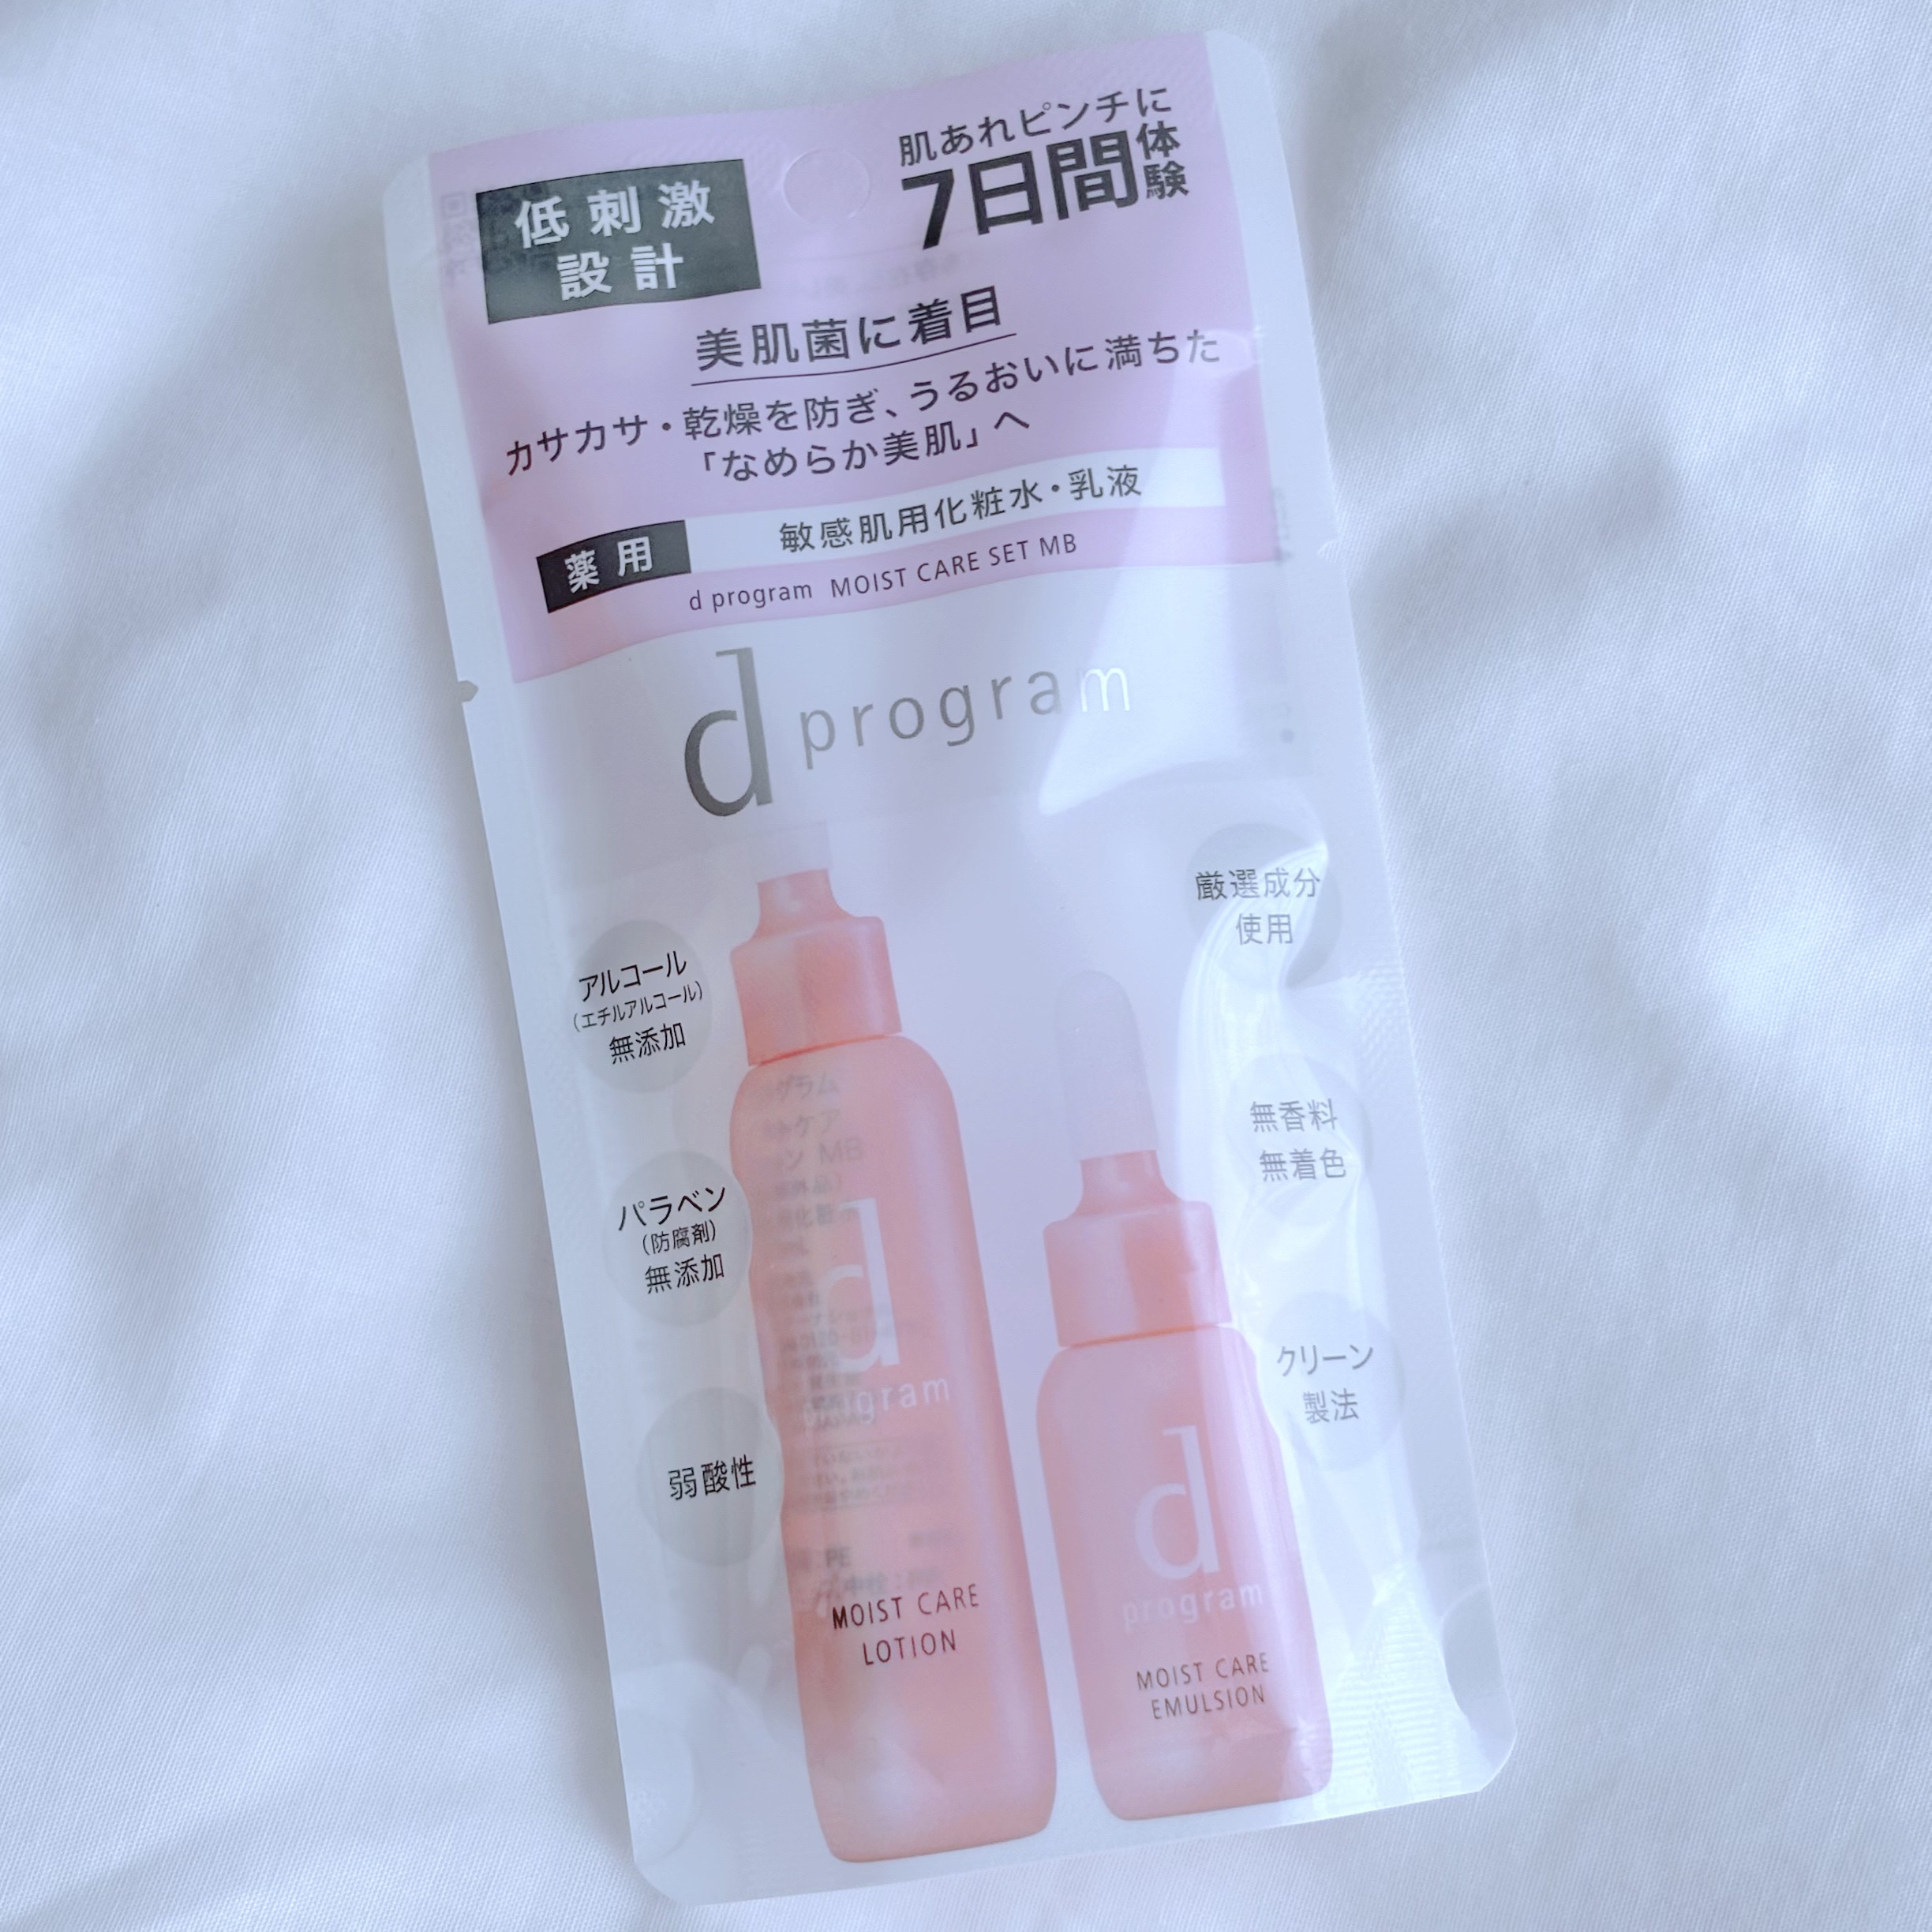 低刺激
設計
肌あれピンチに
7日間体験
美肌菌に着目
カサカサ・乾燥を防ぎ、うるおいに満ちた
「なめらか美肌」へ
薬用 敏感肌用化粧水・乳液
d program MOIST CARE SET MB
d program
厳選成分
使用
アルコール
(エチルアルコール)
無添加
無香料
無着色
パラベン
(防腐剤)
無添加
クリーン
製法
弱酸性
d
program
MOIST CARE
LOTION
d
program
MOIST CARE
EMULSION